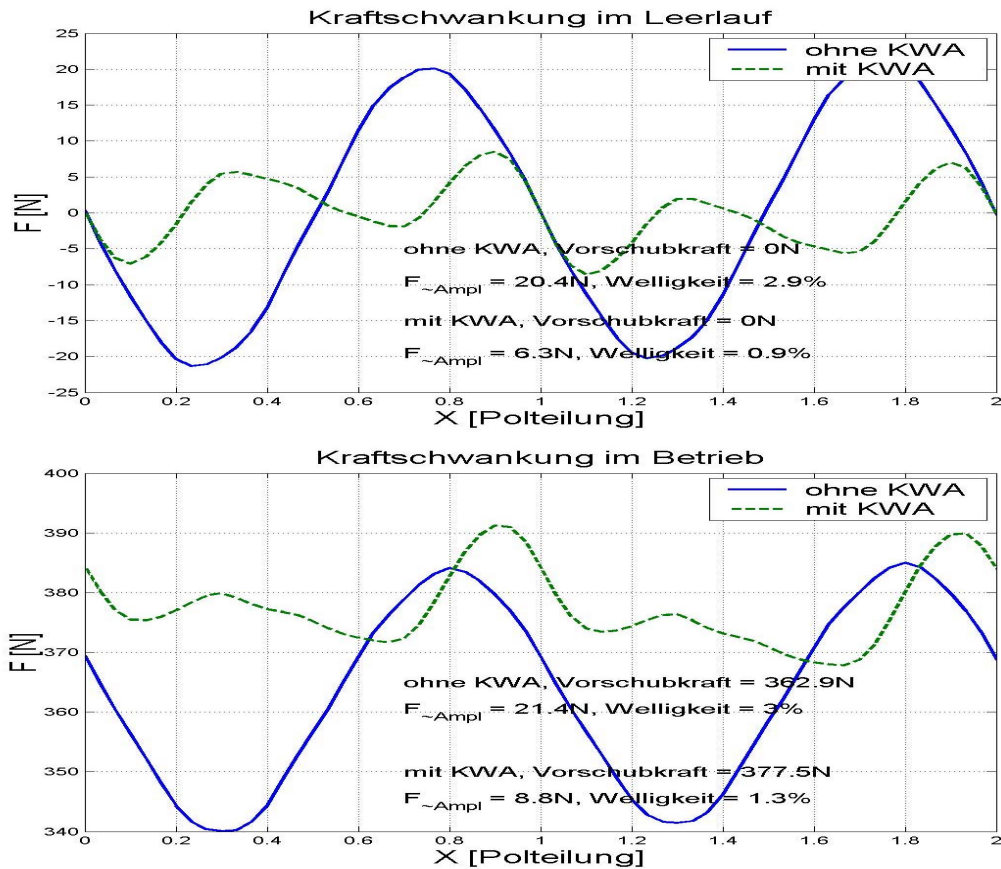 Kraftschwankung im Leerlauf
25
20
15
10
5
0
-5
-10
-15
-20
-25
F [N]
ohne KWA
mit KWA
ohne KWA, Vorschubkraft = 0N
F~Ampl = 20.4N, Welligkeit = 2.9%
mit KWA, Vorschubkraft = 0N
F~Ampl = 6.3N, Welligkeit = 0.9%
0 0.2 0.4 0.6 0.8 1 1.2 1.4 1.6 1.8 2
X [Polteilung]
Kraftschwankung im Betrieb
400
390
380
370
360
350
340
F [N]
ohne KWA
mit KWA
ohne KWA, Vorschubkraft = 362.9N
F~Ampl = 21.4N, Welligkeit = 3%
mit KWA, Vorschubkraft = 377.5N
F~Ampl = 8.8N, Welligkeit = 1.3%
0 0.2 0.4 0.6 0.8 1 1.2 1.4 1.6 1.8 2
X [Polteilung]